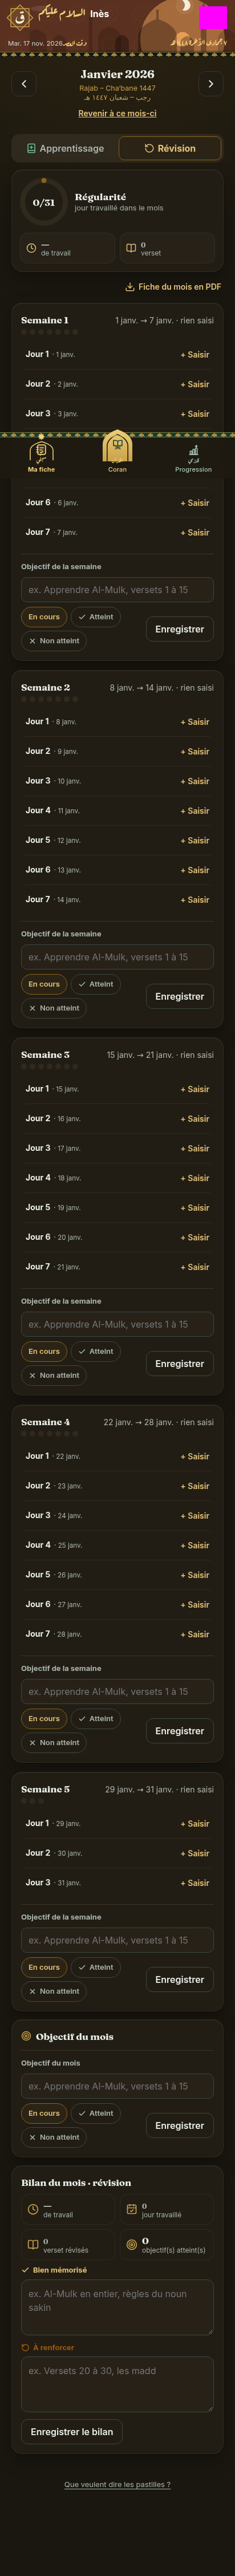 ق السلام عليكم Inès
Mar. 17 nov. 2026
Janvier 2026
Rajab – Cha'bane 1447
رجب – شعبان ١٤٤٧ هـ
Revenir à ce mois-ci
Apprentissage
Révision
0/31
Régularité
jour travaillé dans le mois
—
de travail
0
verset
Fiche du mois en PDF
Semaine 1 1 janv. → 7 janv. · rien saisi
Jour 1 · 1 janv. + Saisir
Jour 2 · 2 janv. + Saisir
Jour 3 · 3 janv. + Saisir
Ma fiche
Coran
Progression
Jour 6 · 6 janv. + Saisir
Jour 7 · 7 janv. + Saisir
Objectif de la semaine
ex. Apprendre Al-Mulk, versets 1 à 15
En cours
Atteint
Non atteint
Enregistrer
Semaine 2 8 janv. → 14 janv. · rien saisi
Jour 1 · 8 janv. + Saisir
Jour 2 · 9 janv. + Saisir
Jour 3 · 10 janv. + Saisir
Jour 4 · 11 janv. + Saisir
Jour 5 · 12 janv. + Saisir
Jour 6 · 13 janv. + Saisir
Jour 7 · 14 janv. + Saisir
Objectif de la semaine
ex. Apprendre Al-Mulk, versets 1 à 15
En cours
Atteint
Non atteint
Enregistrer
Semaine 3 15 janv. → 21 janv. · rien saisi
Jour 1 · 15 janv. + Saisir
Jour 2 · 16 janv. + Saisir
Jour 3 · 17 janv. + Saisir
Jour 4 · 18 janv. + Saisir
Jour 5 · 19 janv. + Saisir
Jour 6 · 20 janv. + Saisir
Jour 7 · 21 janv. + Saisir
Objectif de la semaine
ex. Apprendre Al-Mulk, versets 1 à 15
En cours
Atteint
Non atteint
Enregistrer
Semaine 4 22 janv. → 28 janv. · rien saisi
Jour 1 · 22 janv. + Saisir
Jour 2 · 23 janv. + Saisir
Jour 3 · 24 janv. + Saisir
Jour 4 · 25 janv. + Saisir
Jour 5 · 26 janv. + Saisir
Jour 6 · 27 janv. + Saisir
Jour 7 · 28 janv. + Saisir
Objectif de la semaine
ex. Apprendre Al-Mulk, versets 1 à 15
En cours
Atteint
Non atteint
Enregistrer
Semaine 5 29 janv. → 31 janv. · rien saisi
Jour 1 · 29 janv. + Saisir
Jour 2 · 30 janv. + Saisir
Jour 3 · 31 janv. + Saisir
Objectif de la semaine
ex. Apprendre Al-Mulk, versets 1 à 15
En cours
Atteint
Non atteint
Enregistrer
Objectif du mois
Objectif du mois
ex. Apprendre Al-Mulk, versets 1 à 15
En cours
Atteint
Non atteint
Enregistrer
Bilan du mois · révision
—
de travail
0
jour travaillé
0
verset révisés
0
objectif(s) atteint(s)
Bien mémorisé
ex. Al-Mulk en entier, règles du noun
sakin
À renforcer
ex. Versets 20 à 30, les madd
Enregistrer le bilan
Que veulent dire les pastilles ?